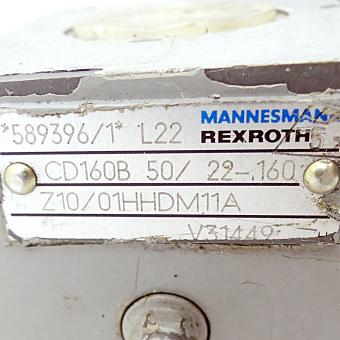 *589396/1* L22 MANNESMAN REXROTH
CD160B 50/ 22-.160
Z10/01HHDM11A
V31449